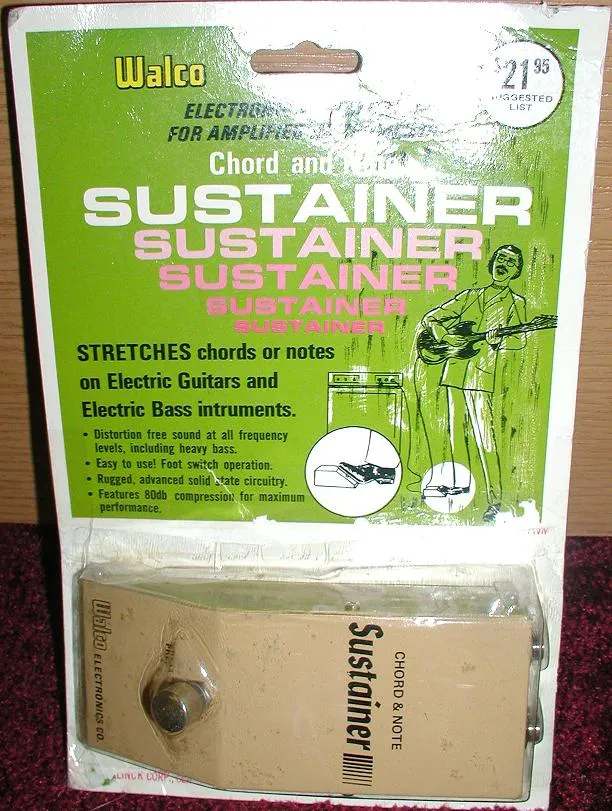 Walco
$21 95
SUGGESTED
LIST
FOR AMPLIFIED
Chord and
SUSTAINER
SUSTAINER
SUSTAINER
SUSTAINER
SUSTAINER
STRETCHES chords or notes
on Electric Guitars and
Electric Bass intruments.
• Distortion free sound at all frequency
levels, including heavy bass.
• Easy to use! Foot switch operation.
• Rugged, advanced solid state circuitry.
• Features 80db compression for maximum
performance.
Walco ELECTRONICS CO.
CHORD & NOTE
Sustainer
CORP.,